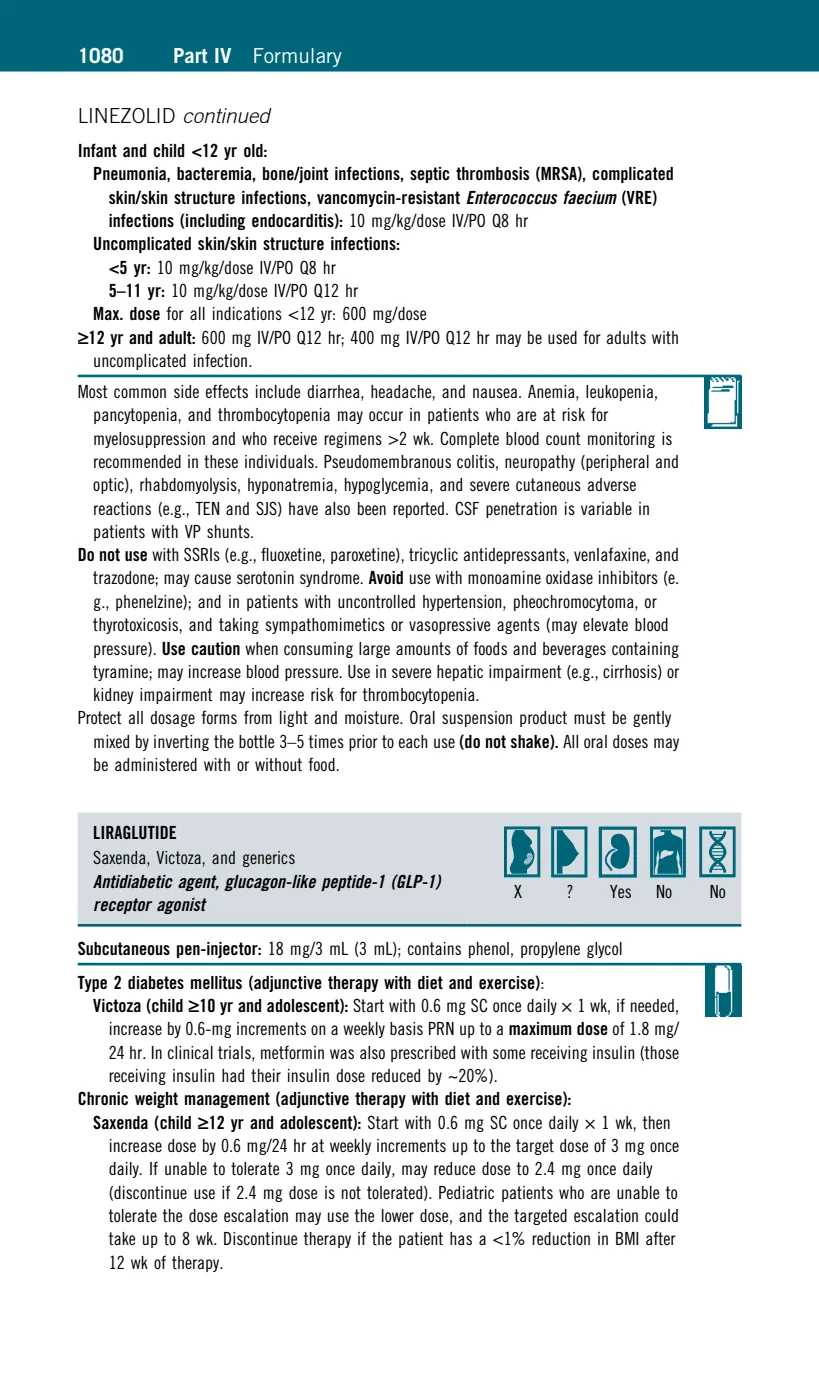 1080 Part IV Formulary
LINEZOLID continued
Infant and child <12 yr old:
Pneumonia, bacteremia, bone/joint infections, septic thrombosis (MRSA), complicated
skin/skin structure infections, vancomycin-resistant Enterococcus faecium (VRE)
infections (including endocarditis): 10 mg/kg/dose IV/PO Q8 hr
Uncomplicated skin/skin structure infections:
<5 yr: 10 mg/kg/dose IV/PO Q8 hr
5–11 yr: 10 mg/kg/dose IV/PO Q12 hr
Max. dose for all indications <12 yr: 600 mg/dose
≥12 yr and adult: 600 mg IV/PO Q12 hr; 400 mg IV/PO Q12 hr may be used for adults with
uncomplicated infection.
Most common side effects include diarrhea, headache, and nausea. Anemia, leukopenia,
pancytopenia, and thrombocytopenia may occur in patients who are at risk for
myelosuppression and who receive regimens >2 wk. Complete blood count monitoring is
recommended in these individuals. Pseudomembranous colitis, neuropathy (peripheral and
optic), rhabdomyolysis, hyponatremia, hypoglycemia, and severe cutaneous adverse
reactions (e.g., TEN and SJS) have also been reported. CSF penetration is variable in
patients with VP shunts.
Do not use with SSRIs (e.g., fluoxetine, paroxetine), tricyclic antidepressants, venlafaxine, and
trazodone; may cause serotonin syndrome. Avoid use with monoamine oxidase inhibitors (e.
g., phenelzine); and in patients with uncontrolled hypertension, pheochromocytoma, or
thyrotoxicosis, and taking sympathomimetics or vasopressive agents (may elevate blood
pressure). Use caution when consuming large amounts of foods and beverages containing
tyramine; may increase blood pressure. Use in severe hepatic impairment (e.g., cirrhosis) or
kidney impairment may increase risk for thrombocytopenia.
Protect all dosage forms from light and moisture. Oral suspension product must be gently
mixed by inverting the bottle 3–5 times prior to each use (do not shake). All oral doses may
be administered with or without food.
LIRAGLUTIDE
Saxenda, Victoza, and generics
Antidiabetic agent, glucagon-like peptide-1 (GLP-1)
receptor agonist
X ? Yes No No
Subcutaneous pen-injector: 18 mg/3 mL (3 mL); contains phenol, propylene glycol
Type 2 diabetes mellitus (adjunctive therapy with diet and exercise):
Victoza (child ≥10 yr and adolescent): Start with 0.6 mg SC once daily × 1 wk, if needed,
increase by 0.6-mg increments on a weekly basis PRN up to a maximum dose of 1.8 mg/
24 hr. In clinical trials, metformin was also prescribed with some receiving insulin (those
receiving insulin had their insulin dose reduced by ~20%).
Chronic weight management (adjunctive therapy with diet and exercise):
Saxenda (child ≥12 yr and adolescent): Start with 0.6 mg SC once daily × 1 wk, then
increase dose by 0.6 mg/24 hr at weekly increments up to the target dose of 3 mg once
daily. If unable to tolerate 3 mg once daily, may reduce dose to 2.4 mg once daily
(discontinue use if 2.4 mg dose is not tolerated). Pediatric patients who are unable to
tolerate the dose escalation may use the lower dose, and the targeted escalation could
take up to 8 wk. Discontinue therapy if the patient has a <1% reduction in BMI after
12 wk of therapy.